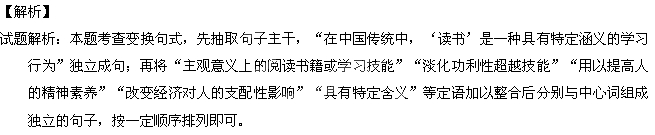 【解析】
试题解析：本题考查变换句式，先抽取句子主干，“在中国传统中，‘读书’是一种具有特定涵义的学习
行为”独立成句；再将“主观意义上的阅读书籍或学习技能”“淡化功利性超越技能”“用以提高人
的精神素养”“改变经济对人的支配性影响”“具有特定含义”等定语加以整合后分别与中心词组成
独立的句子，按一定顺序排列即可。